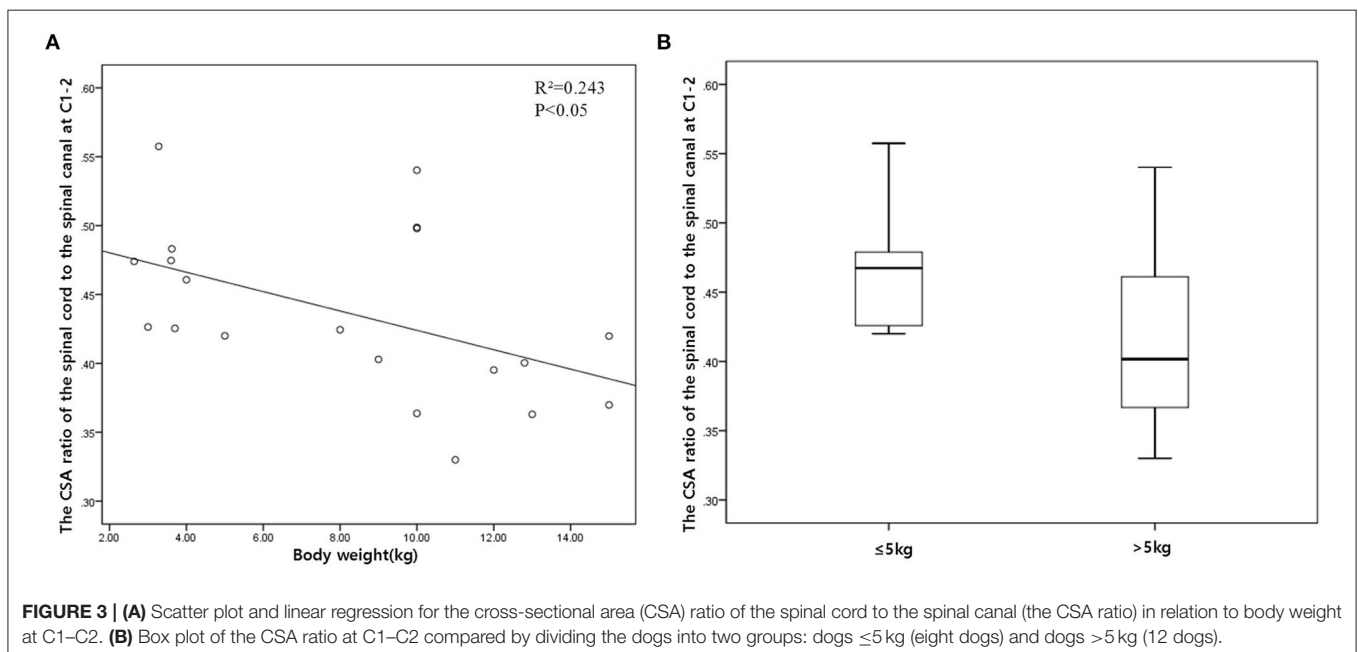 A
The CSA ratio of the spinal cord to the spinal canal at C1-2
.60
.55
.50
.45
.40
.35
.30
R²=0.243
P<0.05
2.00 4.00 6.00 8.00 10.00 12.00 14.00
Body weight(kg)
B
The CSA ratio of the spinal cord to the spinal canal at C1-2
.60
.55
.50
.45
.40
.35
.30
≤5kg >5kg
FIGURE 3 | (A) Scatter plot and linear regression for the cross-sectional area (CSA) ratio of the spinal cord to the spinal canal (the CSA ratio) in relation to body weight
at C1–C2. (B) Box plot of the CSA ratio at C1–C2 compared by dividing the dogs into two groups: dogs ≤5 kg (eight dogs) and dogs >5 kg (12 dogs).